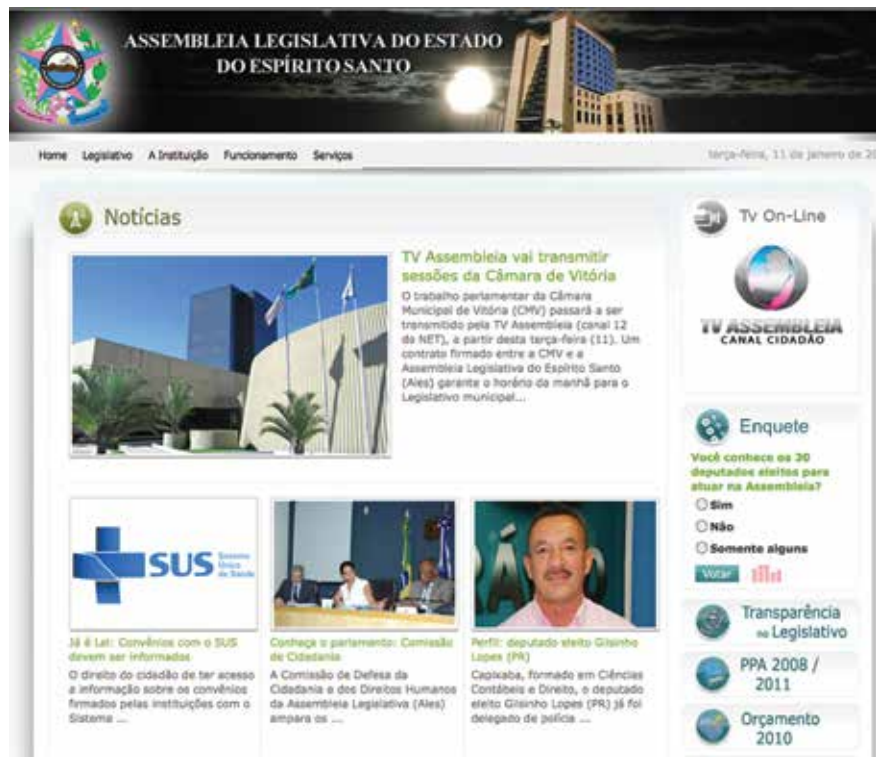 ASSEMBLEIA LEGISLATIVA DO ESTADO
DO ESPÍRITO SANTO
Home Legislativo A Instituição Funcionamento Serviços
terça-feira, 11 de janeiro de 20
Notícias
TV Assembleia vai transmitir
sessões da Câmara de Vitória
O trabalho parlamentar da Câmara
Municipal de Vitória (CMV) passará a ser
transmitido pela TV Assembleia (canal 12
da NET), a partir desta terça-feira (11). Um
contrato firmado entre a CMV e a
Assembleia Legislativa do Espírito Santo
(Ales) garante o horário da manhã para o
Legislativo municipal...
SUS
Sistema
Único
de Saúde
Já é Lei: Convênios com o SUS
devem ser informados
O direito do cidadão de ter acesso
a informação sobre os convênios
firmados pelas instituições com o
Sistema ...
Conheça o parlamento: Comissão
de Cidadania
A Comissão de Defesa da
Cidadania e dos Direitos Humanos
da Assembleia Legislativa (Ales)
ampara os ...
Perfil: deputado eleito Gilsinho
Lopes (PR)
Capixaba, formado em Ciências
Contábeis e Direito, o deputado
eleito Gilsinho Lopes (PR) já foi
delegado de polícia ...
Tv On-Line
TV ASSEMBLEIA
CANAL CIDADÃO
Enquete
Você conhece os 30
deputados eleitos para
atuar na Assembleia?
Sim
Não
Somente alguns
Votar
Transparência
no Legislativo
PPA 2008 /
2011
Orçamento
2010